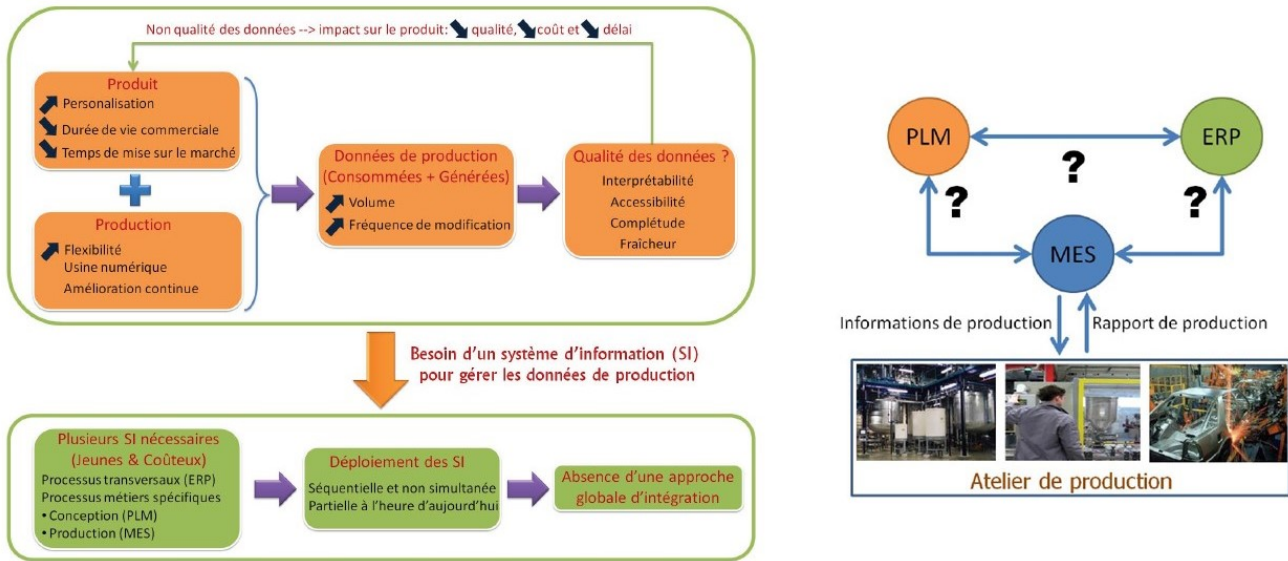 Non qualité des données --> impact sur le produit: qualité, coût et délai
Produit
Personalisation
Durée de vie commerciale
Temps de mise sur le marché
Production
Flexibilité
Usine numérique
Amélioration continue
Données de production
(Consommées + Générées)
Volume
Fréquence de modification
Qualité des données ?
Interprétabilité
Accessibilité
Complétude
Fraîcheur
Besoin d'un système d'information (SI)
pour gérer les données de production
Plusieurs SI nécessaires
(Jeunes & Coûteux)
Processus transversaux (ERP)
Processus métiers spécifiques
• Conception (PLM)
• Production (MES)
Déploiement des SI
Séquentielle et non simultanée
Partielle à l'heure d'aujourd'hui
Absence d'une approche
globale d'intégration
PLM
ERP
?
?
?
MES
Informations de production
Rapport de production
Atelier de production